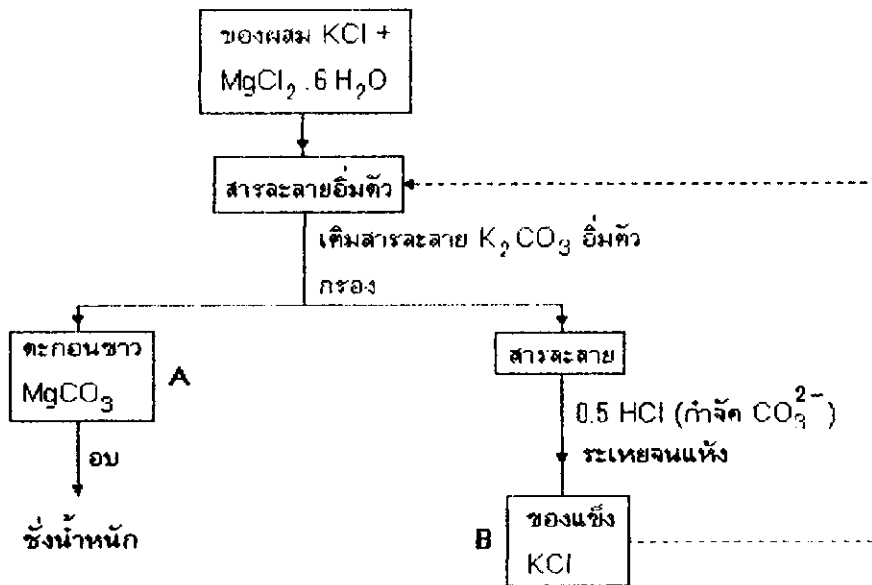 ของผสม KCl +
MgCl₂ .6 H₂O
สารละลายอิ่มตัว
เติมสารละลาย K₂CO₃ อิ่มตัว
กรอง
ตะกอนขาว
MgCO₃
A
สารละลาย
0.5 HCl (กำจัด CO₃²⁻)
ระเหยจนแห้ง
อบ
ชั่งน้ำหนัก
B
ของแข็ง
KCl